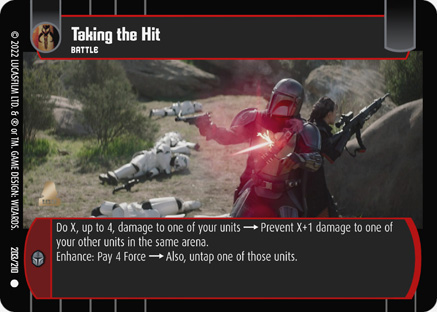 Taking the Hit
BATTLE
Do X, up to 4, damage to one of your units ⟶ Prevent X+1 damage to one of
your other units in the same arena.
Enhance: Pay 4 Force ⟶ Also, untap one of those units.
© 2022 LUCASFILM LTD. & ® or TM. GAME DESIGN: WIZARDS.